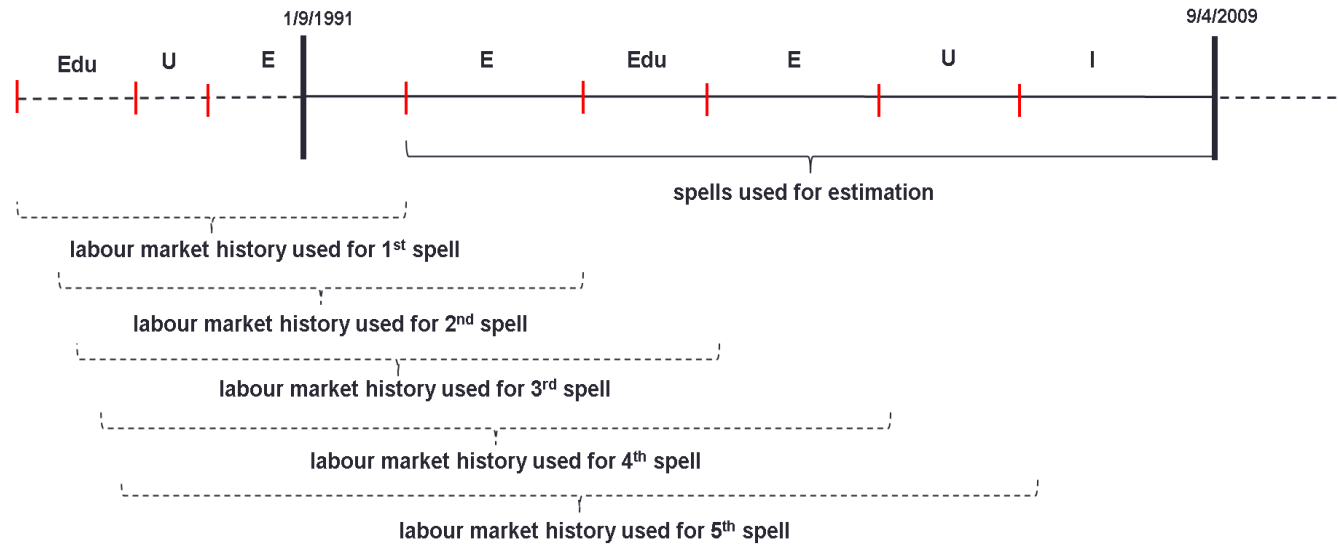 1/9/1991
9/4/2009
Edu U E E Edu E U I
spells used for estimation
labour market history used for 1st spell
labour market history used for 2nd spell
labour market history used for 3rd spell
labour market history used for 4th spell
labour market history used for 5th spell